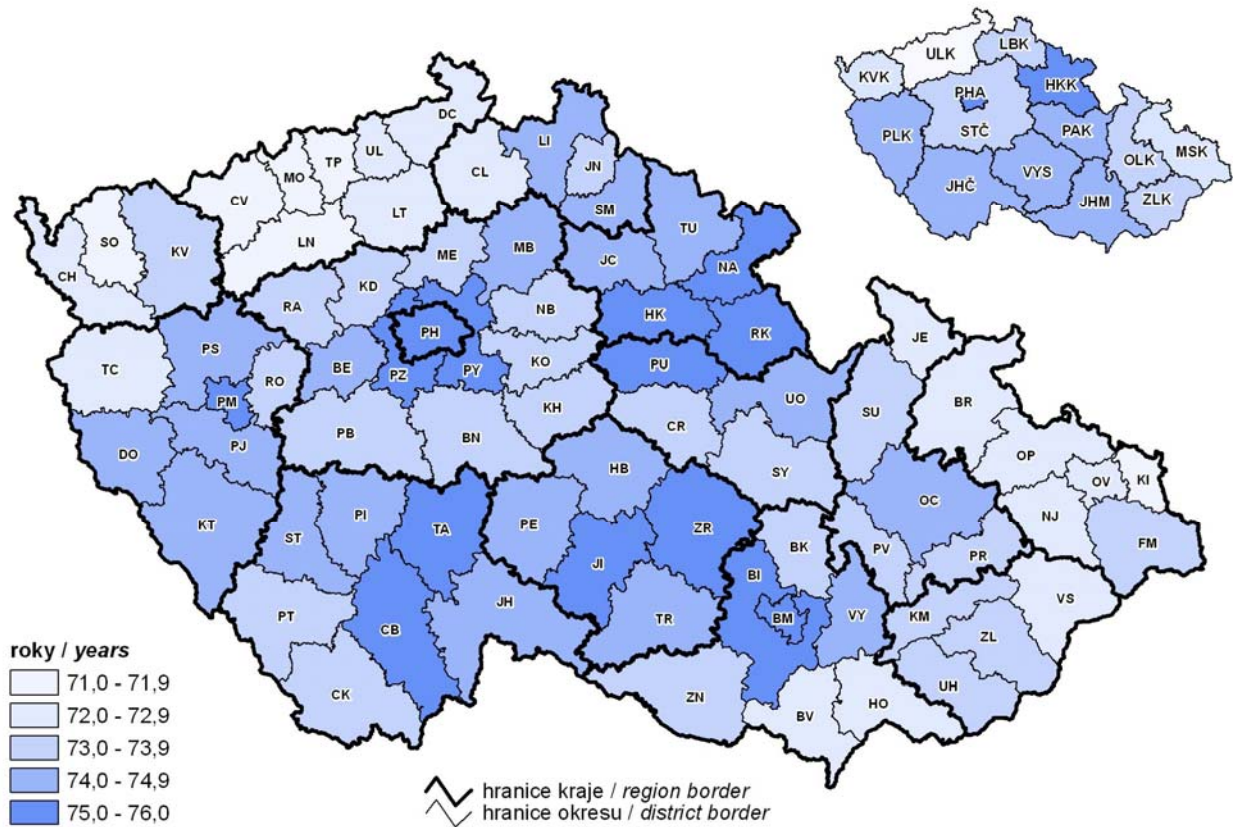 ULK
LBK
KVK
HKK
PHA
STČ
PLK
PAK
MSK
OLK
VYS
JHČ
JHM
ZLK
DC
LI
UL
JN
TP
MO
CL
CV
LT
SM
SO
LN
TU
KV
ME
MB
CH
JC
NA
KD
RA
NB
HK
PH
RK
JE
PS
KO
PU
TC
BE
PZ
PY
RO
PM
UO
SU
BR
KH
CR
PB
BN
DO
PJ
OP
HB
SY
OV
KI
OC
NJ
KT
ST
PI
TA
PE
ZR
FM
BK
PV
PR
JI
BI
VS
JH
PT
CB
TR
BM
VY
KM
ZL
CK
ZN
UH
HO
BV
roky / years
71,0 - 71,9
72,0 - 72,9
73,0 - 73,9
74,0 - 74,9
75,0 - 76,0
hranice kraje / region border
hranice okresu / district border